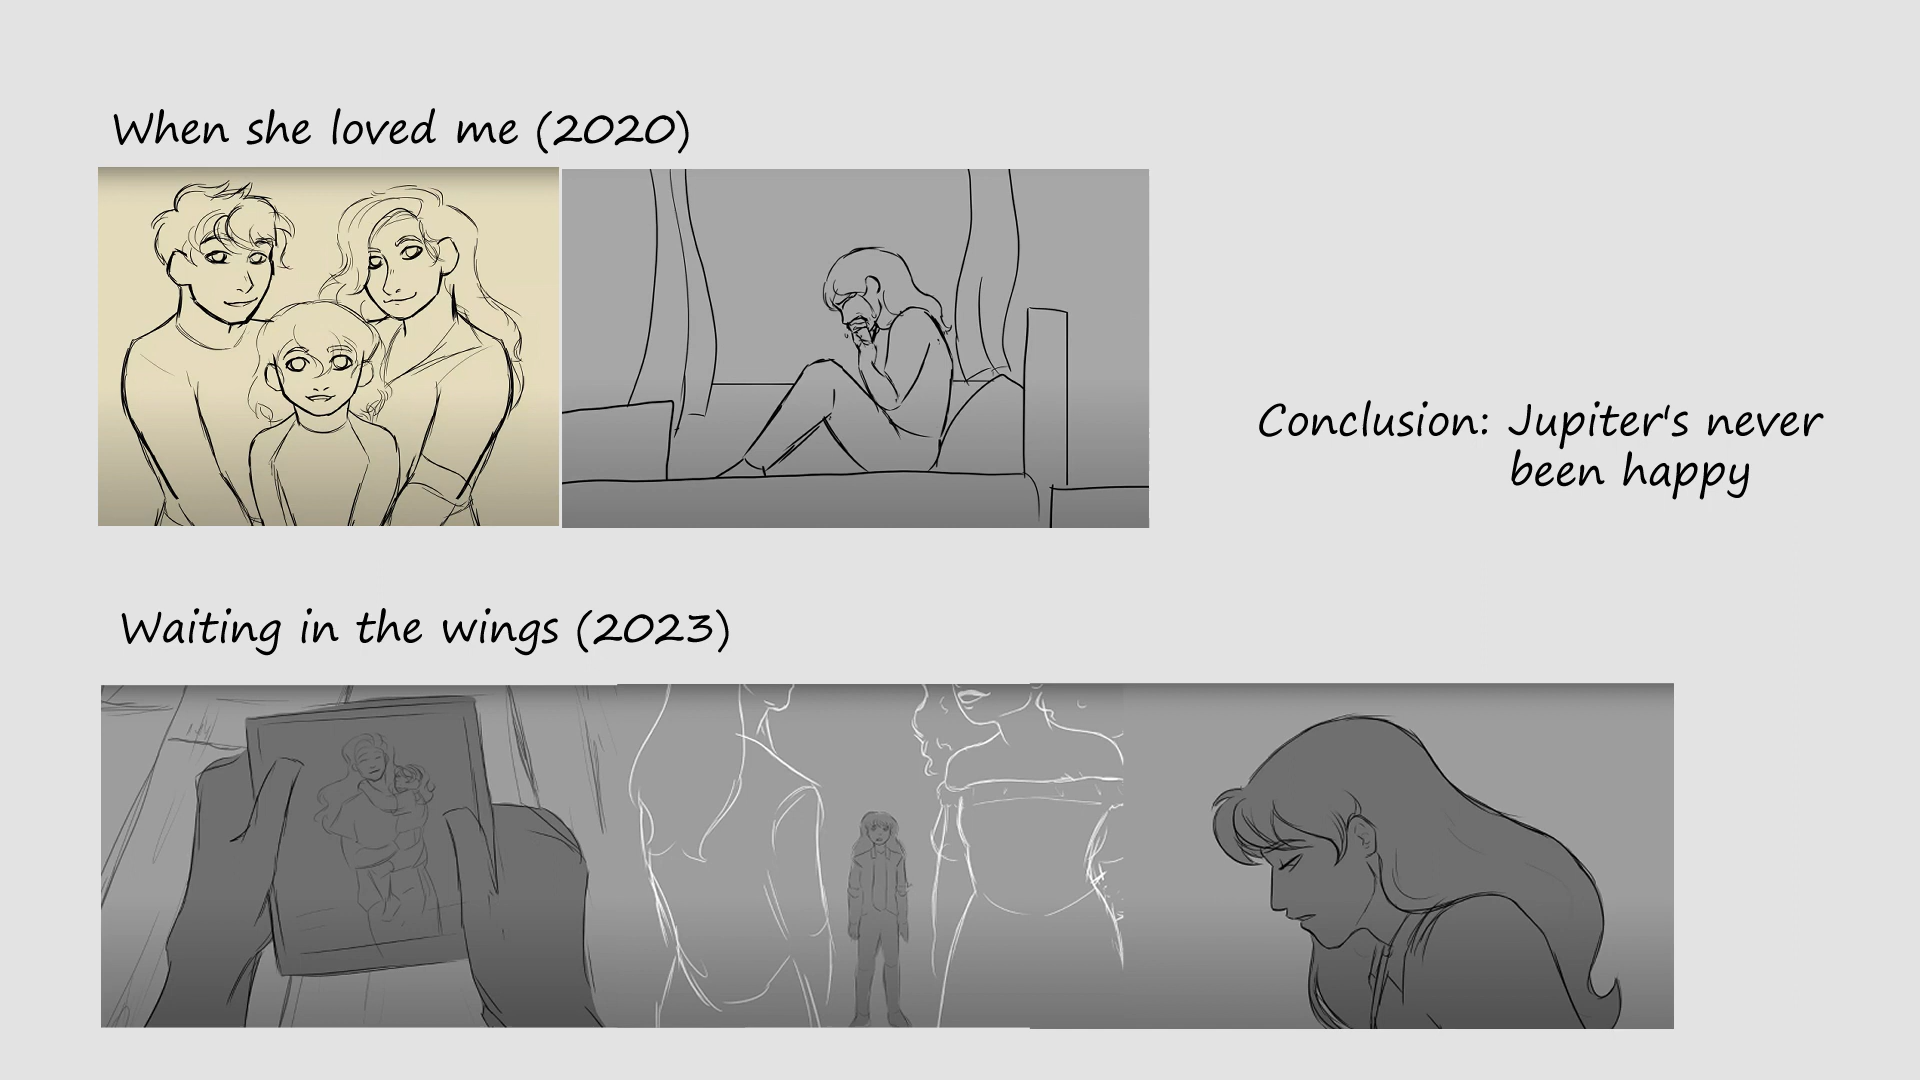 When she loved me (2020)
Conclusion: Jupiter's never
been happy
Waiting in the wings (2023)